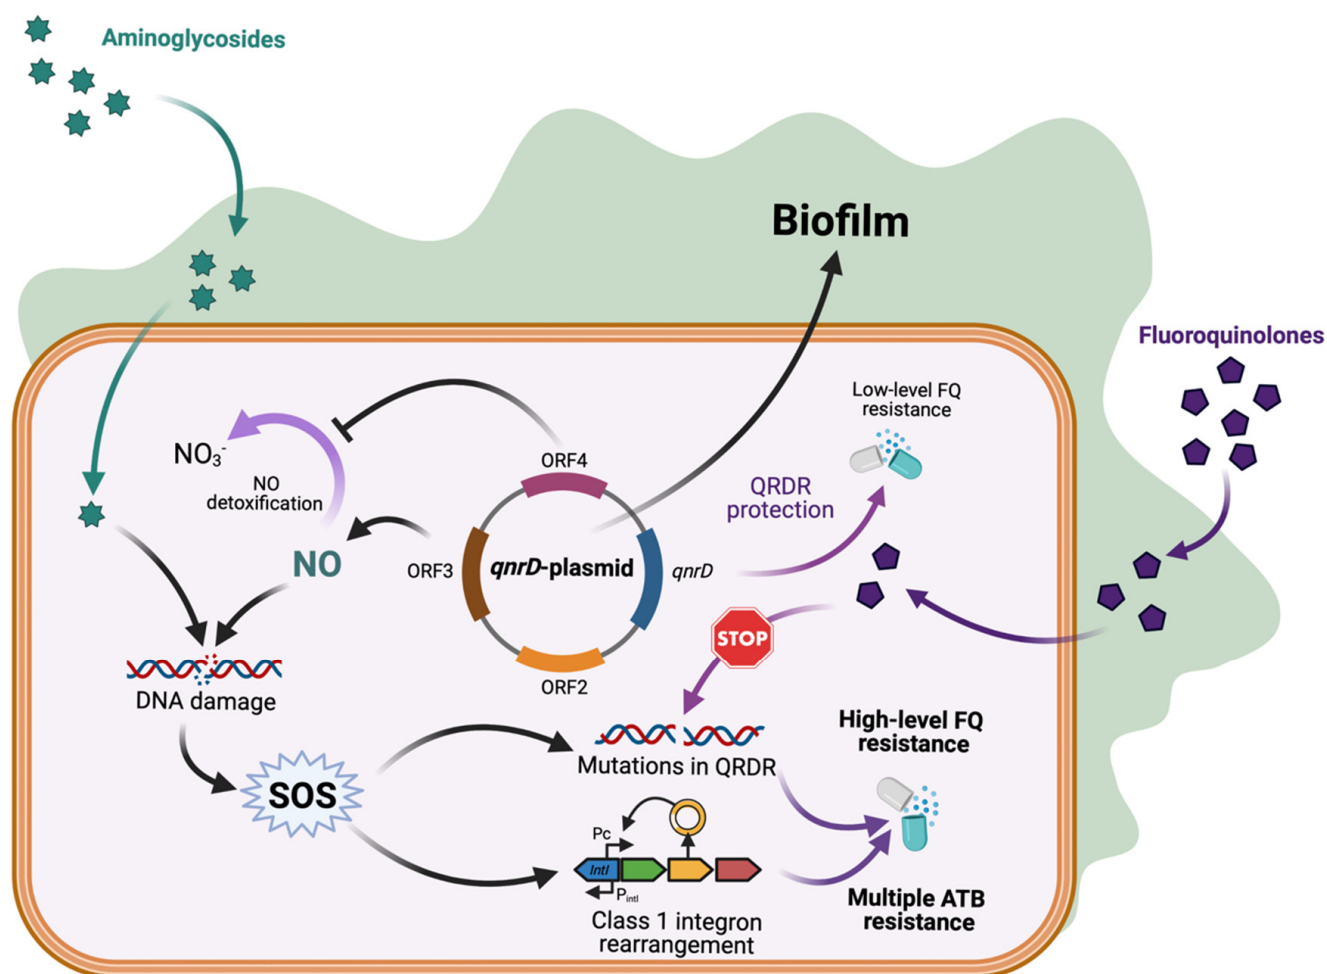 Aminoglycosides
Biofilm
Fluoroquinolones
Low-level FQ
resistance
NO₃⁻
NO
detoxification
ORF4
QRDR
protection
NO
ORF3
qnrD-plasmid
qnrD
STOP
ORF2
DNA damage
High-level FQ
resistance
Mutations in QRDR
SOS
Pc
IntI
PintI
Multiple ATB
resistance
Class 1 integron
rearrangement